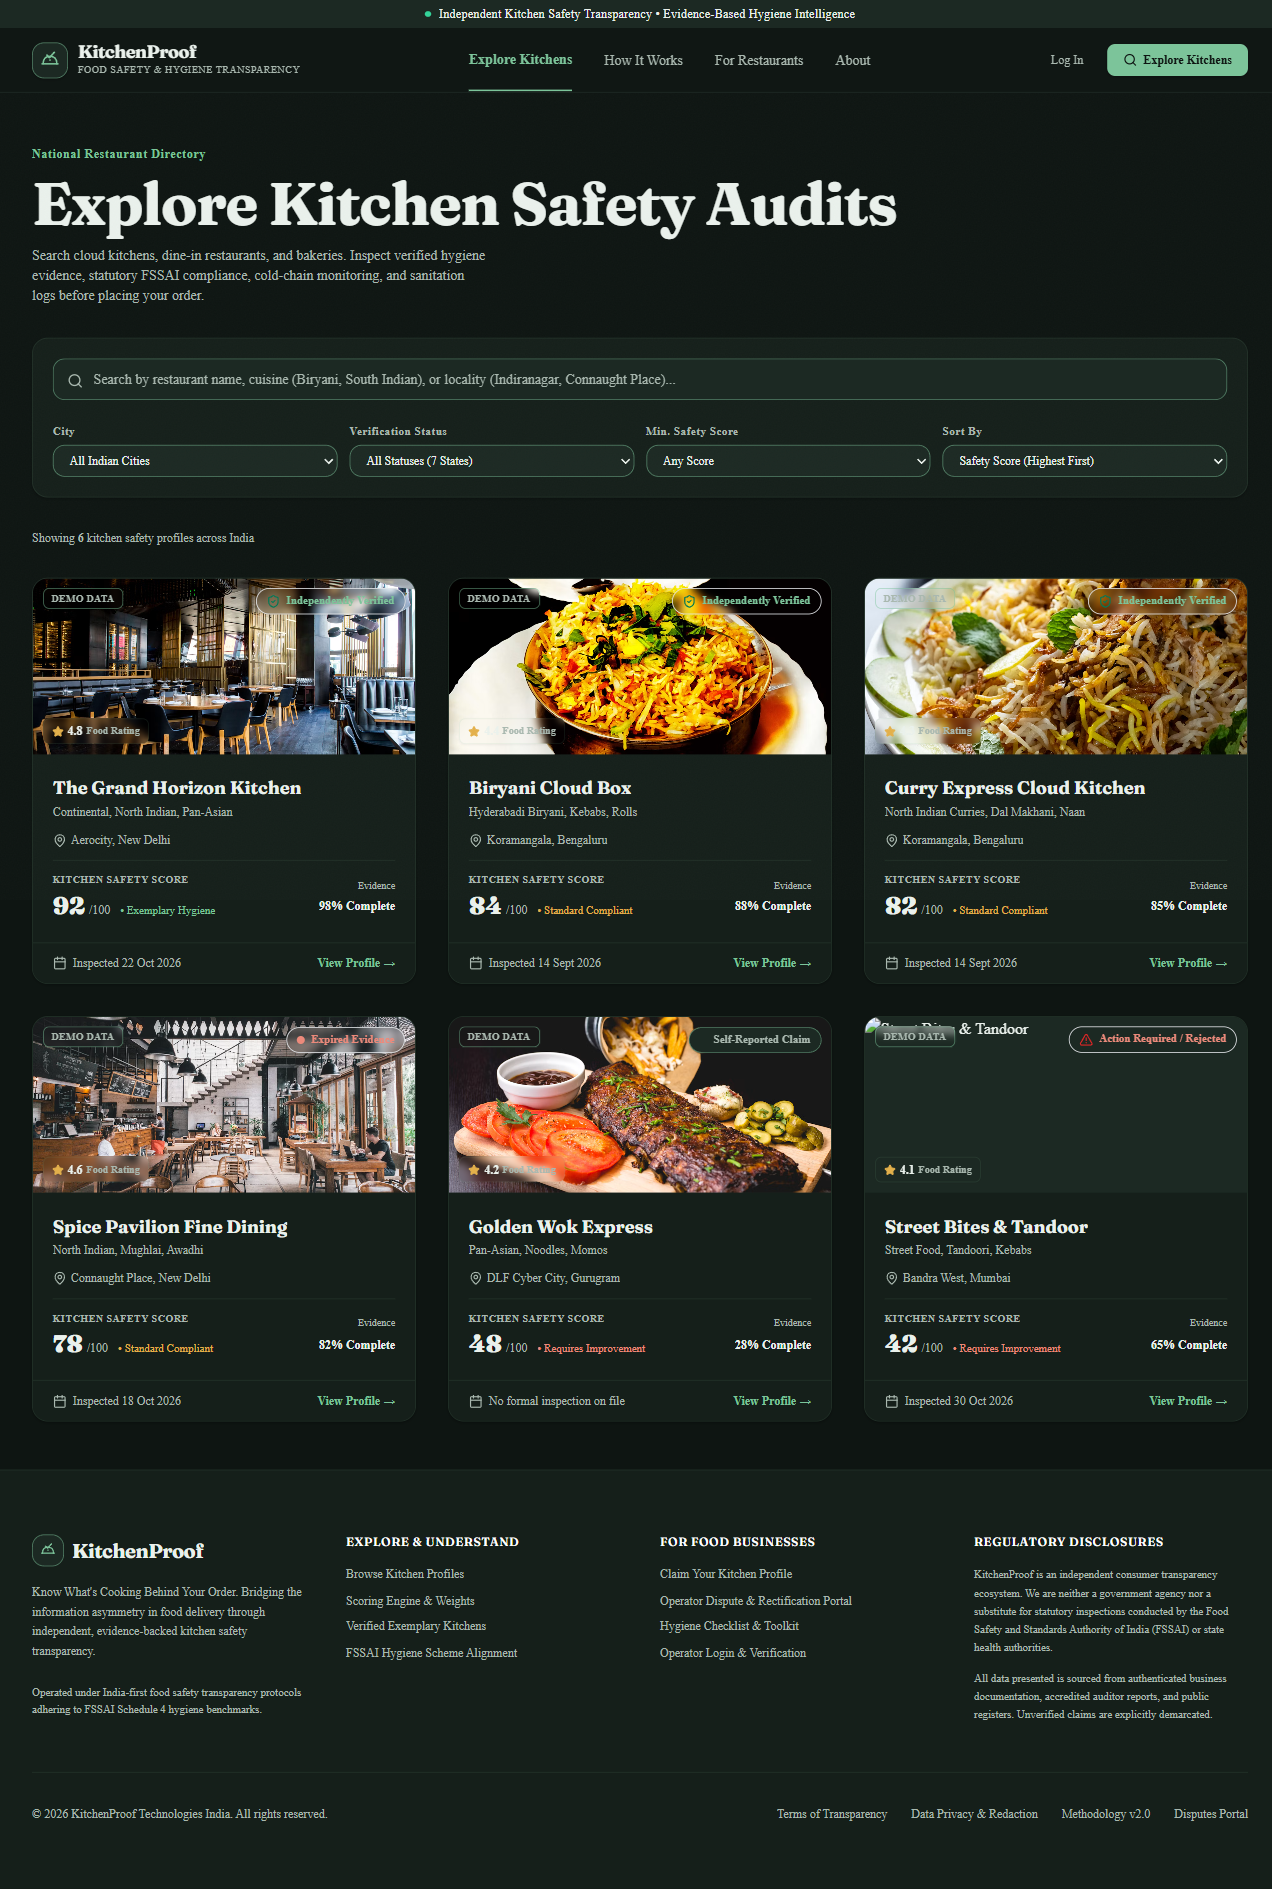 Independent Kitchen Safety Transparency • Evidence-Based Hygiene Intelligence
KitchenProof
FOOD SAFETY & HYGIENE TRANSPARENCY
Explore Kitchens
How It Works
For Restaurants
About
Log In
Explore Kitchens
National Restaurant Directory
Explore Kitchen Safety Audits
Search cloud kitchens, dine-in restaurants, and bakeries. Inspect verified hygiene
evidence, statutory FSSAI compliance, cold-chain monitoring, and sanitation
logs before placing your order.
Search by restaurant name, cuisine (Biryani, South Indian), or locality (Indiranagar, Connaught Place)...
City
Verification Status
Min. Safety Score
Sort By
All Indian Cities
All Statuses (7 States)
Any Score
Safety Score (Highest First)
Showing 6 kitchen safety profiles across India
DEMO DATA
Independently Verified
4.8 Food Rating
The Grand Horizon Kitchen
Continental, North Indian, Pan-Asian
Aerocity, New Delhi
KITCHEN SAFETY SCORE
92 /100 • Exemplary Hygiene
Evidence
98% Complete
Inspected 22 Oct 2026
View Profile →
DEMO DATA
Independently Verified
Food Rating
Biryani Cloud Box
Hyderabadi Biryani, Kebabs, Rolls
Koramangala, Bengaluru
KITCHEN SAFETY SCORE
84 /100 • Standard Compliant
Evidence
88% Complete
Inspected 14 Sept 2026
View Profile →
DEMO DATA
Independently Verified
Food Rating
Curry Express Cloud Kitchen
North Indian Curries, Dal Makhani, Naan
Koramangala, Bengaluru
KITCHEN SAFETY SCORE
82 /100 • Standard Compliant
Evidence
85% Complete
Inspected 14 Sept 2026
View Profile →
DEMO DATA
Expired Evidence
4.6 Food Rating
Spice Pavilion Fine Dining
North Indian, Mughlai, Awadhi
Connaught Place, New Delhi
KITCHEN SAFETY SCORE
78 /100 • Standard Compliant
Evidence
82% Complete
Inspected 18 Oct 2026
View Profile →
DEMO DATA
Self-Reported Claim
4.2 Food Rating
Golden Wok Express
Pan-Asian, Noodles, Momos
DLF Cyber City, Gurugram
KITCHEN SAFETY SCORE
48 /100 • Requires Improvement
Evidence
28% Complete
No formal inspection on file
View Profile →
Street Bites & Tandoor
DEMO DATA
Action Required / Rejected
4.1 Food Rating
Street Bites & Tandoor
Street Food, Tandoori, Kebabs
Bandra West, Mumbai
KITCHEN SAFETY SCORE
42 /100 • Requires Improvement
Evidence
65% Complete
Inspected 30 Oct 2026
View Profile →
KitchenProof
Know What's Cooking Behind Your Order. Bridging the
information asymmetry in food delivery through
independent, evidence-backed kitchen safety
transparency.
Operated under India-first food safety transparency protocols
adhering to FSSAI Schedule 4 hygiene benchmarks.
EXPLORE & UNDERSTAND
Browse Kitchen Profiles
Scoring Engine & Weights
Verified Exemplary Kitchens
FSSAI Hygiene Scheme Alignment
FOR FOOD BUSINESSES
Claim Your Kitchen Profile
Operator Dispute & Rectification Portal
Hygiene Checklist & Toolkit
Operator Login & Verification
REGULATORY DISCLOSURES
KitchenProof is an independent consumer transparency
ecosystem. We are neither a government agency nor a
substitute for statutory inspections conducted by the Food
Safety and Standards Authority of India (FSSAI) or state
health authorities.
All data presented is sourced from authenticated business
documentation, accredited auditor reports, and public
registers. Unverified claims are explicitly demarcated.
© 2026 KitchenProof Technologies India. All rights reserved.
Terms of Transparency
Data Privacy & Redaction
Methodology v2.0
Disputes Portal